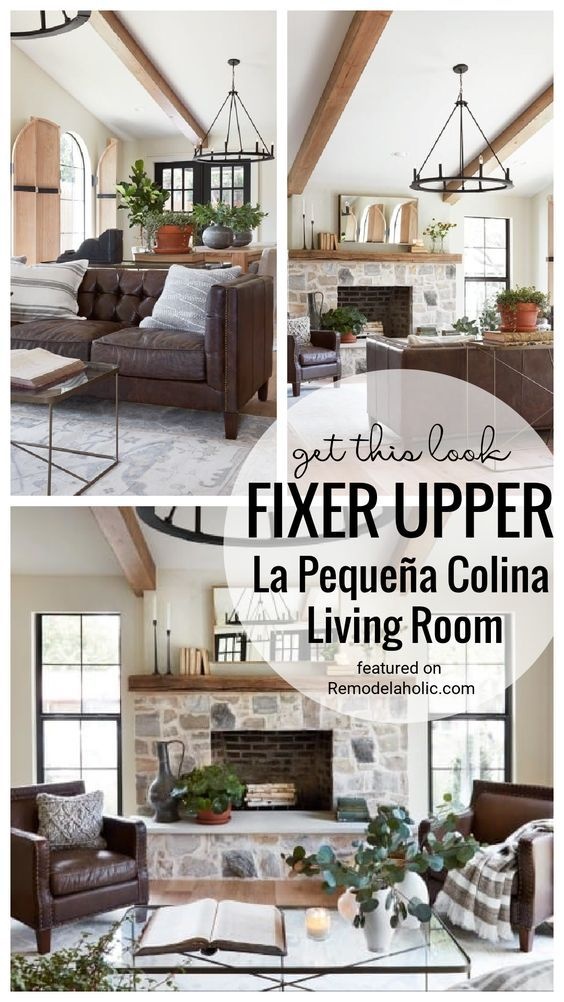 get this look
FIXER UPPER
La Pequeña Colina
Living Room
featured on
Remodelaholic.com